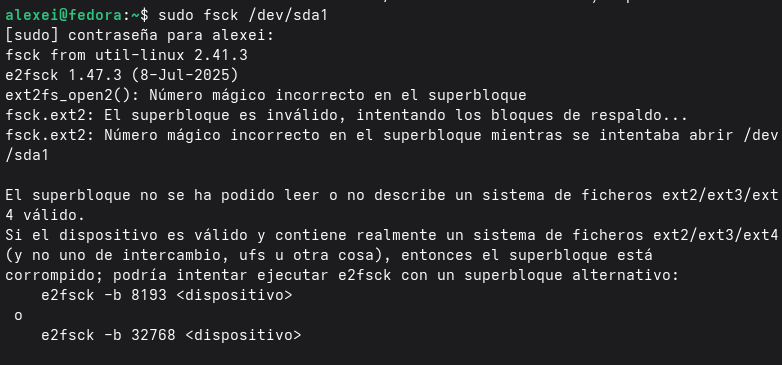 alexei@fedora:~$ sudo fsck /dev/sda1
[sudo] contraseña para alexei:
fsck from util-linux 2.41.3
e2fsck 1.47.3 (8-Jul-2025)
ext2fs_open2(): Número mágico incorrecto en el superbloque
fsck.ext2: El superbloque es inválido, intentando los bloques de respaldo...
fsck.ext2: Número mágico incorrecto en el superbloque mientras se intentaba abrir /dev
/sda1
El superbloque no se ha podido leer o no describe un sistema de ficheros ext2/ext3/ext
4 válido.
Si el dispositivo es válido y contiene realmente un sistema de ficheros ext2/ext3/ext4
(y no uno de intercambio, ufs u otra cosa), entonces el superbloque está
corrompido; podría intentar ejecutar e2fsck con un superbloque alternativo:
    e2fsck -b 8193 <dispositivo>
 o
    e2fsck -b 32768 <dispositivo>